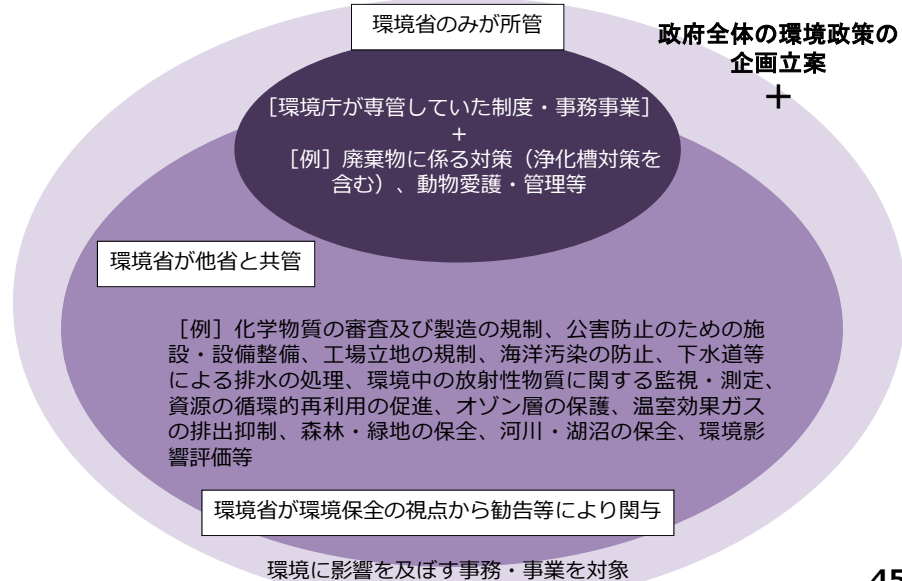 環境省のみが所管
政府全体の環境政策の
企画立案
＋
［環境庁が専管していた制度・事務事業］
＋
［例］廃棄物に係る対策（浄化槽対策を
含む）、動物愛護・管理等
環境省が他省と共管
［例］化学物質の審査及び製造の規制、公害防止のための施
設・設備整備、工場立地の規制、海洋汚染の防止、下水道等
による排水の処理、環境中の放射性物質に関する監視・測定、
資源の循環的再利用の促進、オゾン層の保護、温室効果ガス
の排出抑制、森林・緑地の保全、河川・湖沼の保全、環境影
響評価等
環境省が環境保全の視点から勧告等により関与
環境に影響を及ぼす事務・事業を対象
45